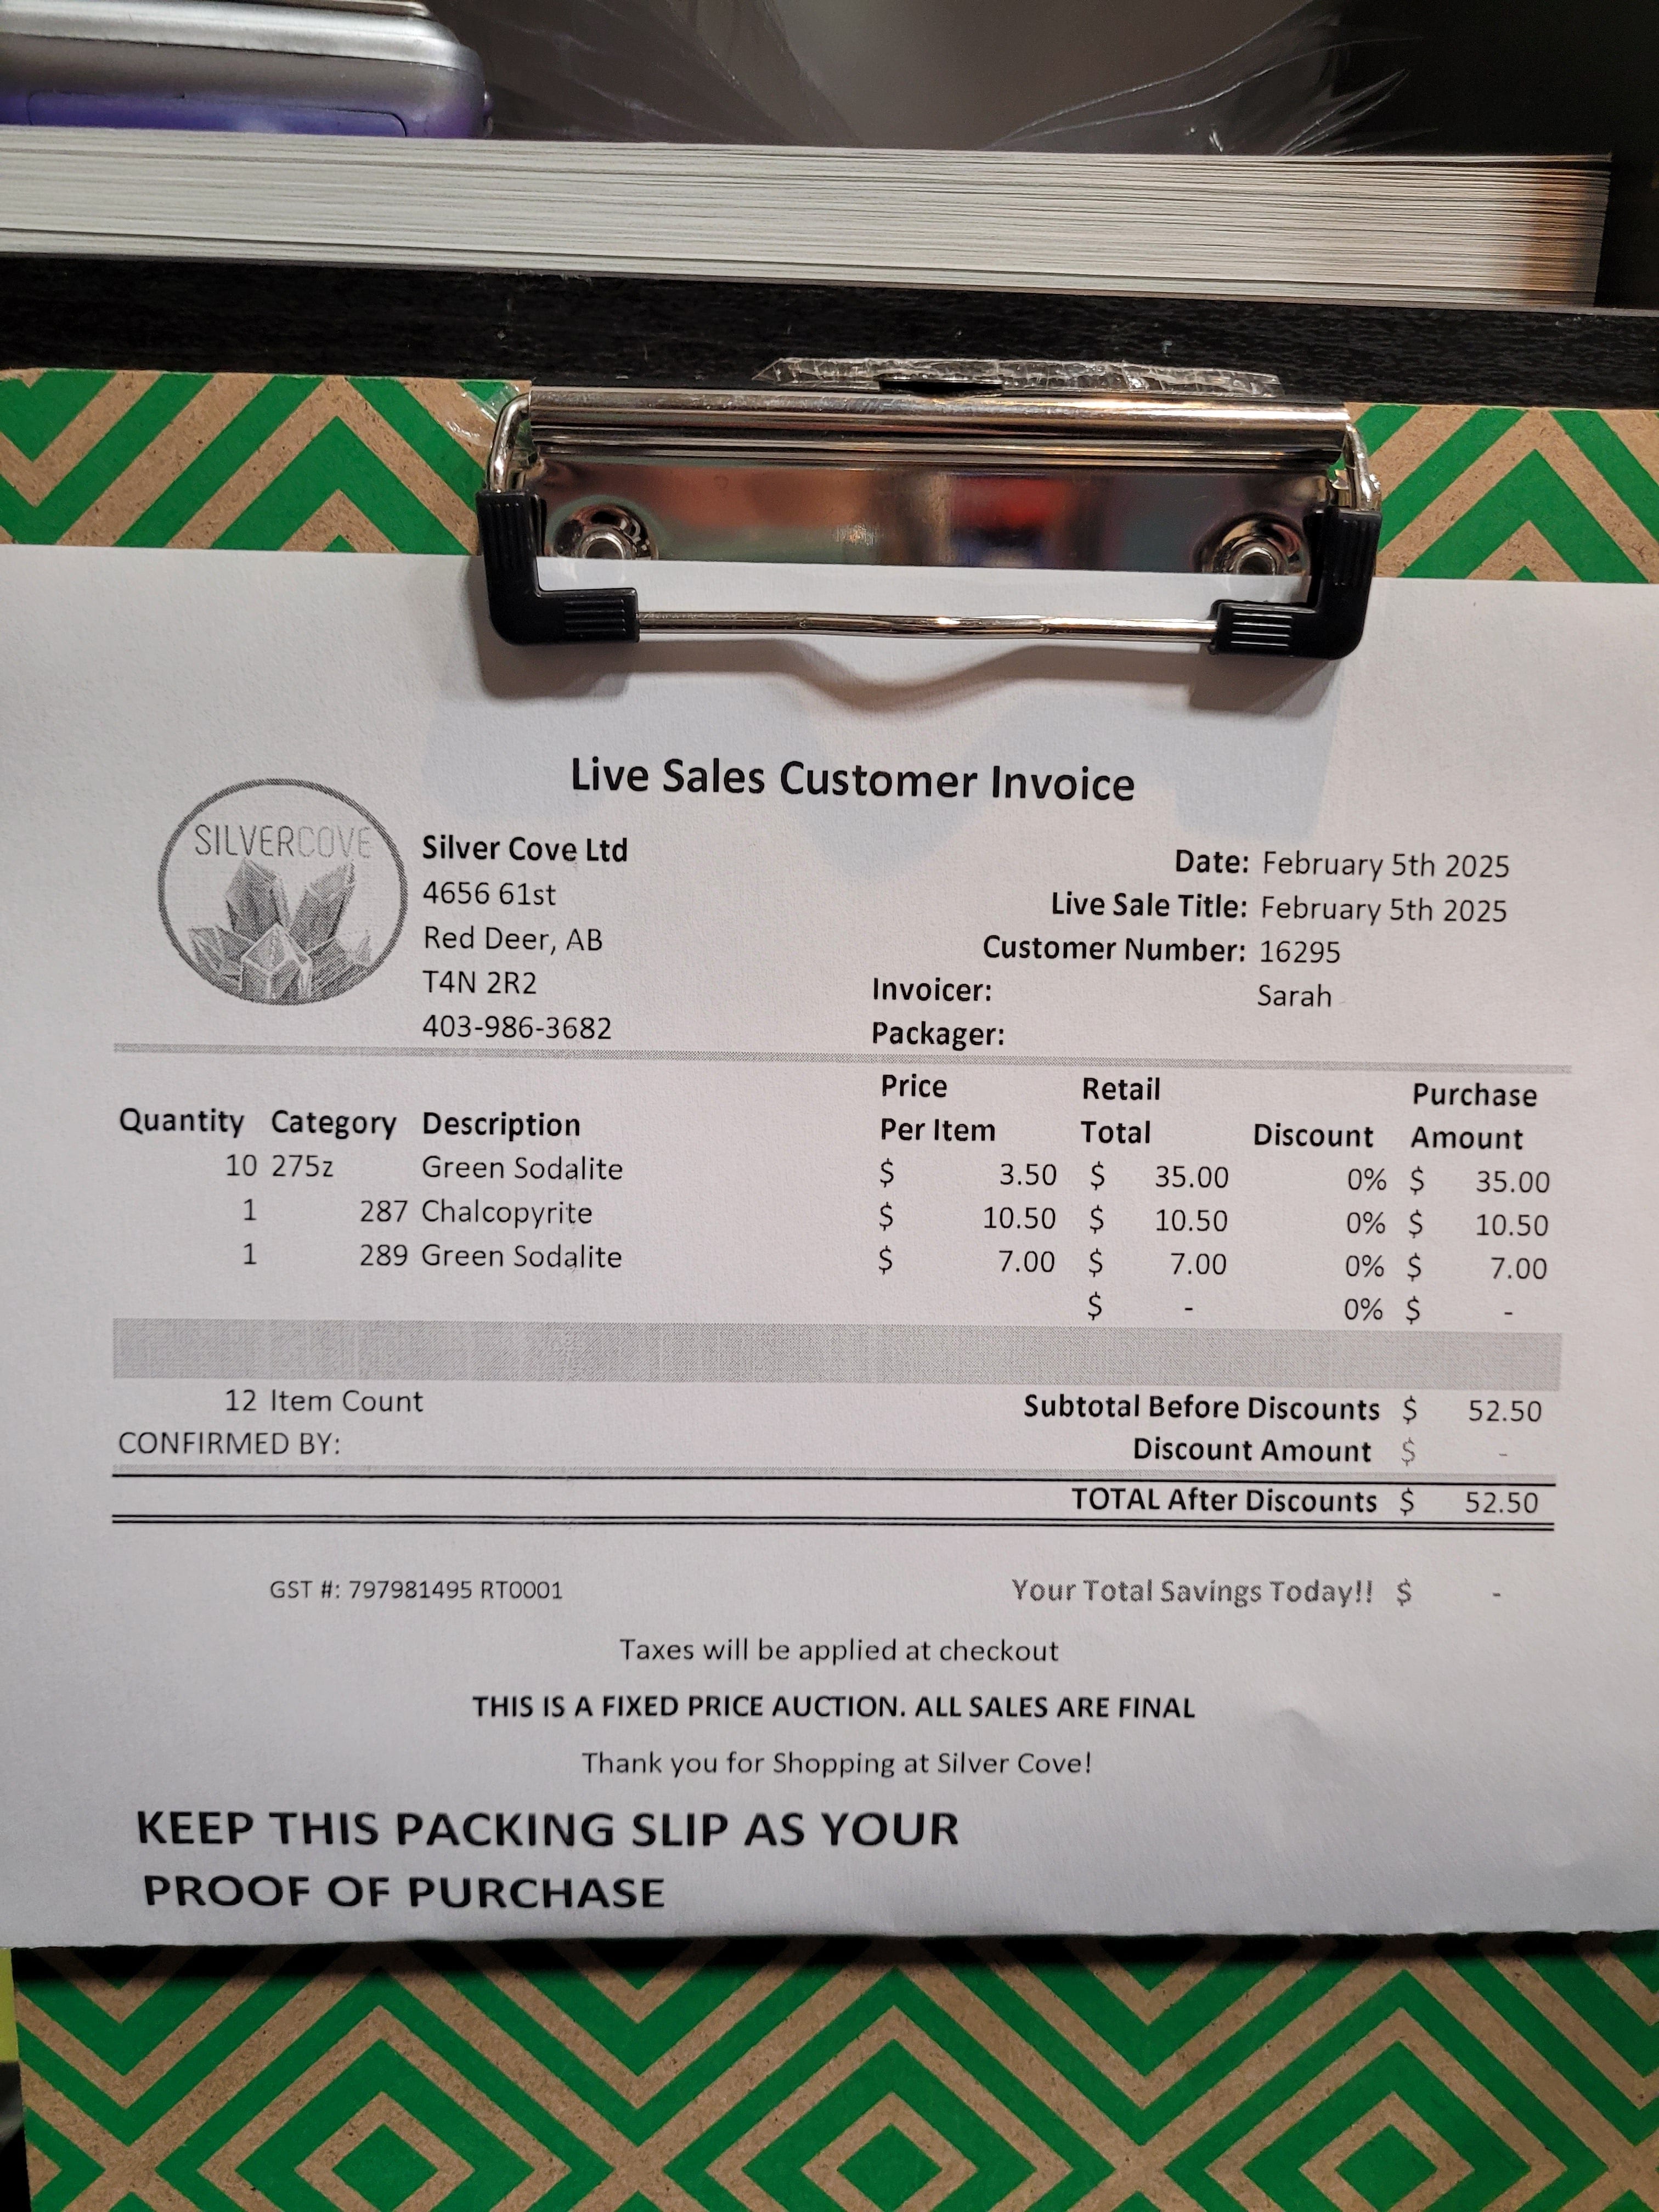 Live Sales Customer Invoice
SILVERCOVE
Silver Cove Ltd
4656 61st
Red Deer, AB
T4N 2R2
403-986-3682
Date: February 5th 2025
Live Sale Title: February 5th 2025
Customer Number: 16295
Invoicer: Sarah
Packager:
Quantity Category Description Price Per Item Retail Total Discount Purchase Amount
10 275z Green Sodalite $ 3.50 $ 35.00 0% $ 35.00
1 287 Chalcopyrite $ 10.50 $ 10.50 0% $ 10.50
1 289 Green Sodalite $ 7.00 $ 7.00 0% $ 7.00
$ - 0% $ -
12 Item Count Subtotal Before Discounts $ 52.50
CONFIRMED BY: Discount Amount $ -
TOTAL After Discounts $ 52.50
GST #: 797981495 RT0001 Your Total Savings Today!! $ -
Taxes will be applied at checkout
THIS IS A FIXED PRICE AUCTION. ALL SALES ARE FINAL
Thank you for Shopping at Silver Cove!
KEEP THIS PACKING SLIP AS YOUR
PROOF OF PURCHASE